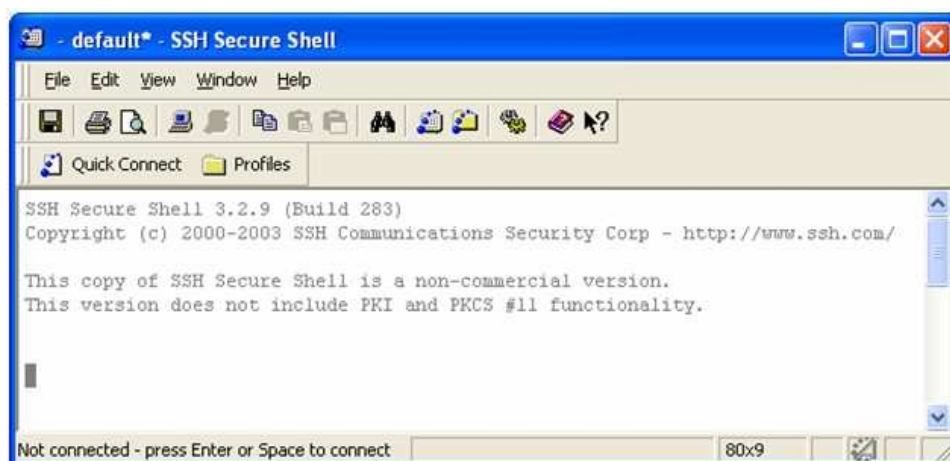 - default* - SSH Secure Shell
File Edit View Window Help
Quick Connect Profiles
SSH Secure Shell 3.2.9 (Build 283)
Copyright (c) 2000-2003 SSH Communications Security Corp - http://www.ssh.com/
This copy of SSH Secure Shell is a non-commercial version.
This version does not include PKI and PKCS #11 functionality.
Not connected - press Enter or Space to connect 80x9